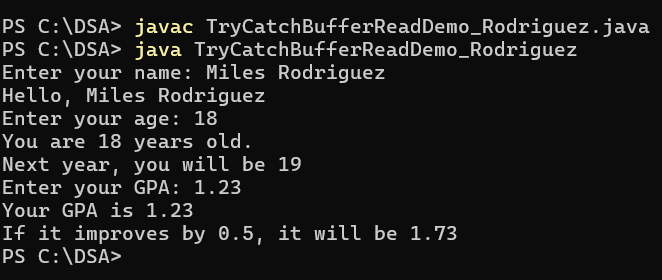 PS C:\DSA> javac TryCatchBufferReadDemo_Rodriguez.java
PS C:\DSA> java TryCatchBufferReadDemo_Rodriguez
Enter your name: Miles Rodriguez
Hello, Miles Rodriguez
Enter your age: 18
You are 18 years old.
Next year, you will be 19
Enter your GPA: 1.23
Your GPA is 1.23
If it improves by 0.5, it will be 1.73
PS C:\DSA>